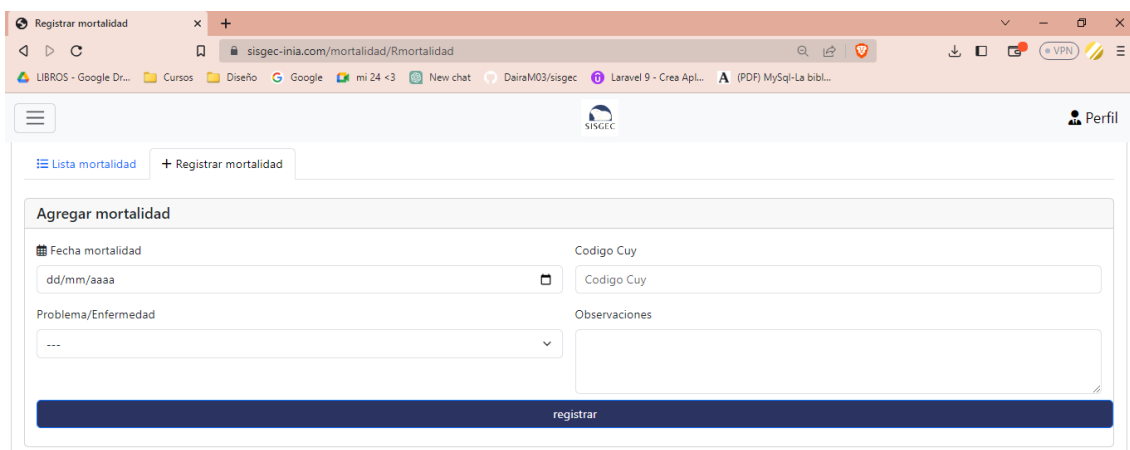 Registrar mortalidad
sisgec-inia.com/mortalidad/Rmortalidad
VPN
LIBROS - Google Dr... Cursos Diseño G Google mi 24 <3 New chat DairaM03/sisgec Laravel 9 - Crea Apl... A (PDF) MySql-La bibl...
SISGEC
Perfil
Lista mortalidad + Registrar mortalidad
Agregar mortalidad
Fecha mortalidad Codigo Cuy
dd/mm/aaaa Codigo Cuy
Problema/Enfermedad Observaciones
---
registrar